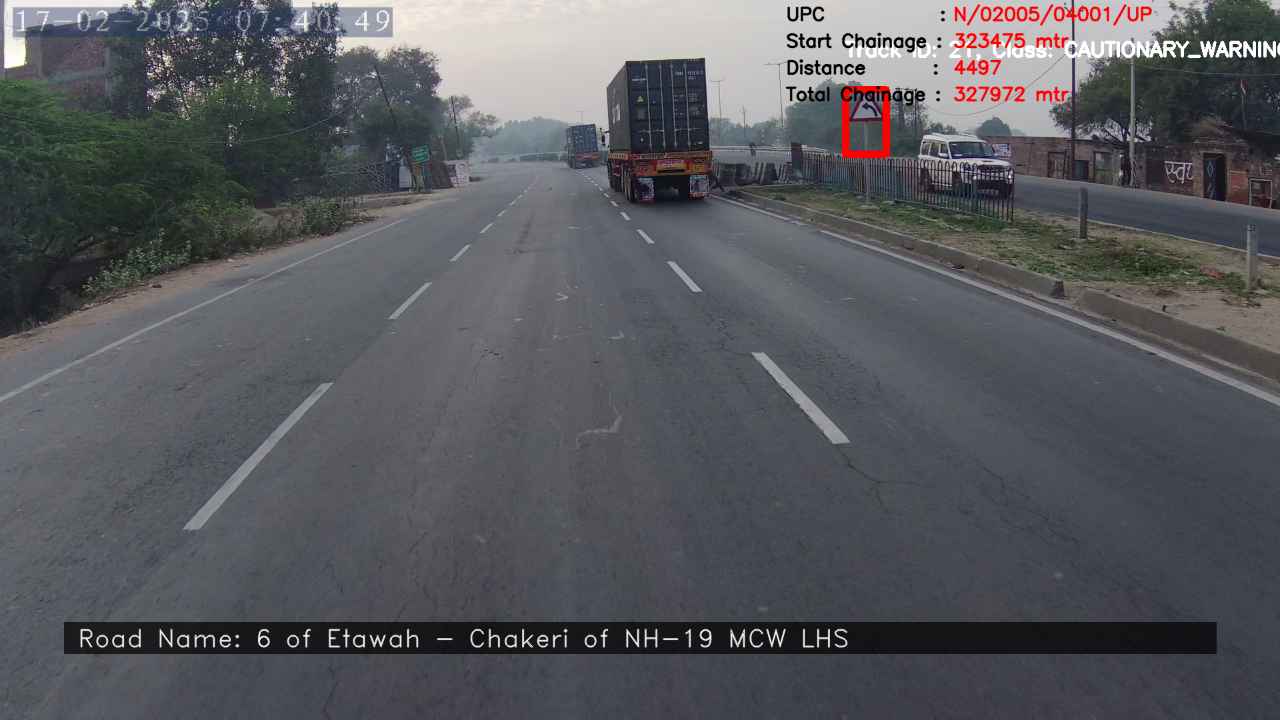 17-02-2025 07:40:49
UPC : N/02005/04001/UP
Start Chainage : 323475 mtr
Track ID: 21, Class: CAUTIONARY_WARNING
Distance : 4497
Total Chainage : 327972 mtr
Road Name: 6 of Etawah - Chakeri of NH-19 MCW LHS